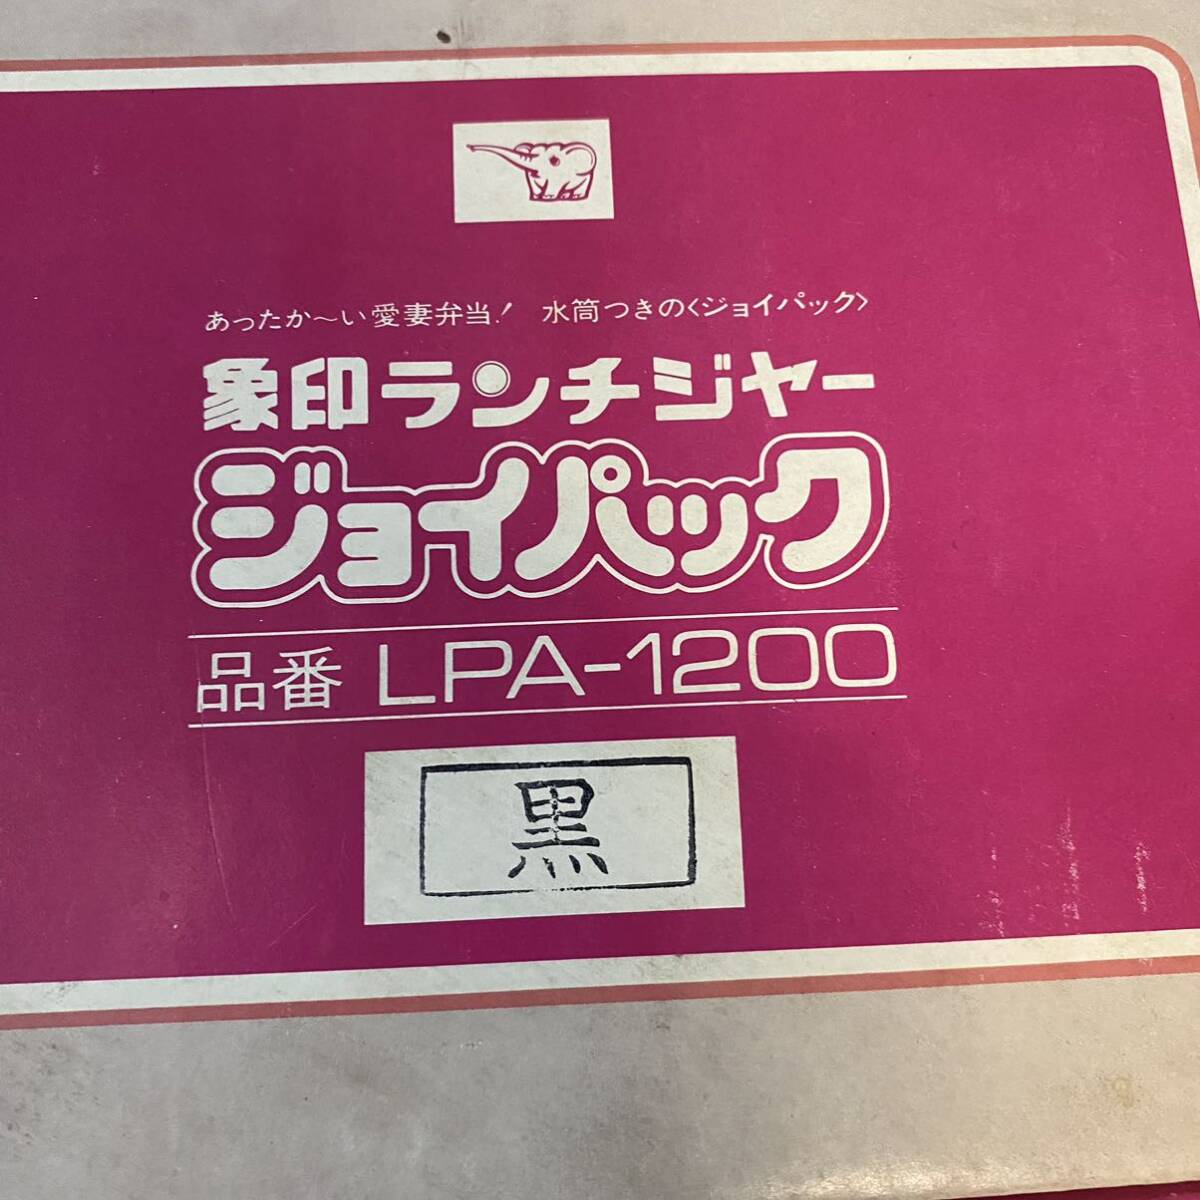 あったか〜い愛妻弁当! 水筒つきの〈ジョイパック〉
象印ランチジャー
ジョイパック
品番 LPA-1200
黒